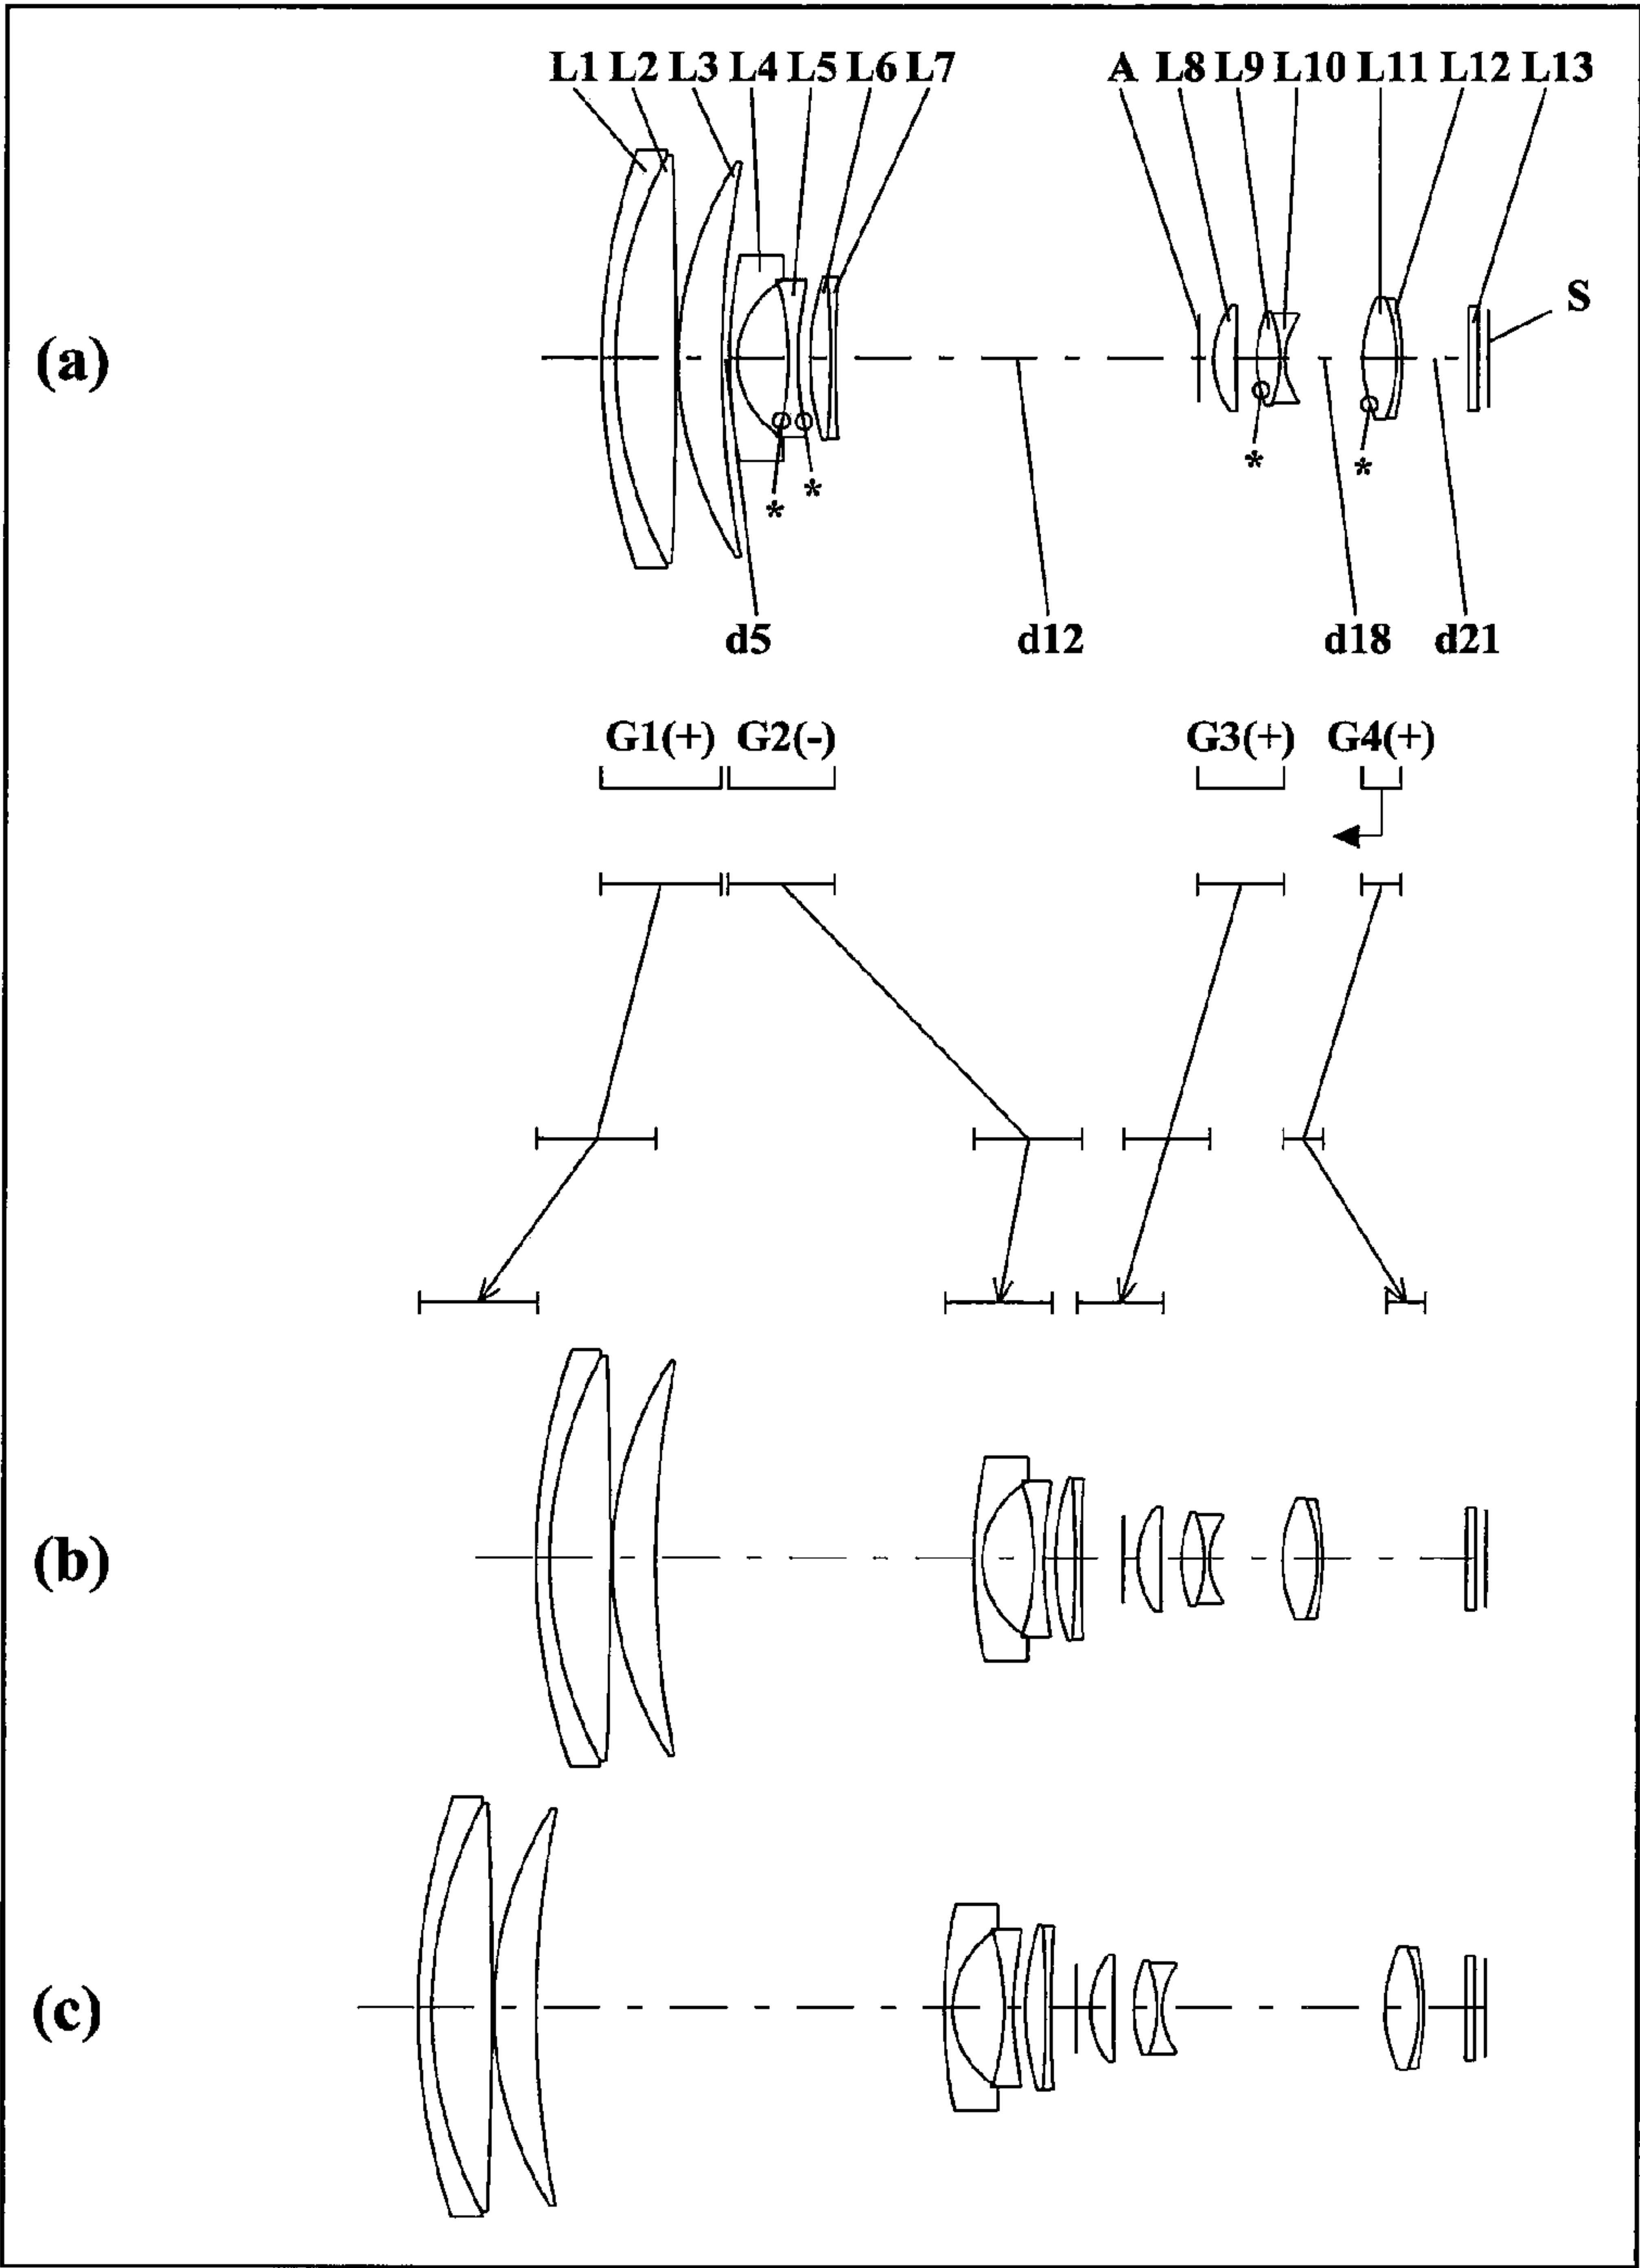 L1 L2 L3 L4 L5 L6 L7 A L8 L9 L10 L11 L12 L13
S
(a)
* * * *
d5 d12 d18 d21
G1(+) G2(-) G3(+) G4(+)
(b)
(c)